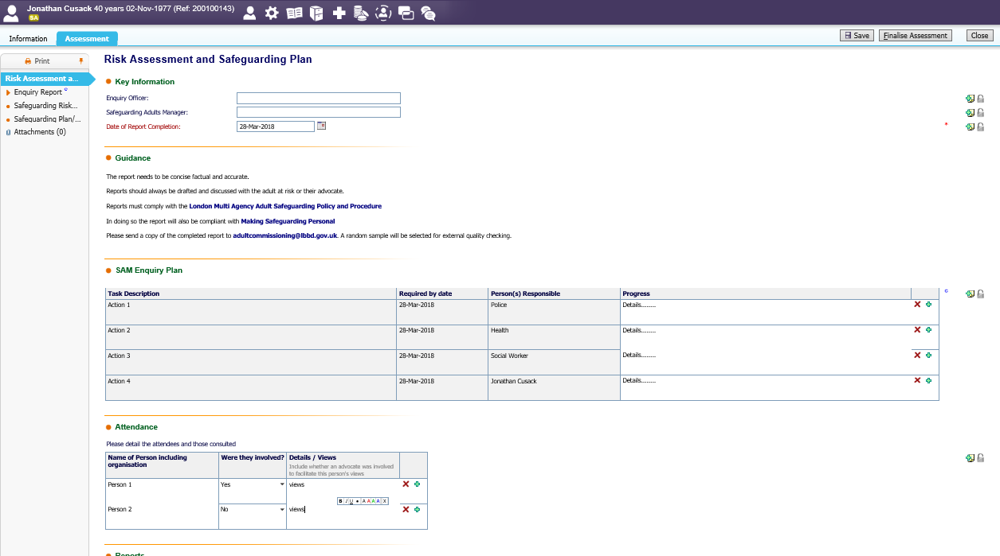 Jonathan Cusack 40 years 02-Nov-1977 (Ref: 200100143)
SA
Information
Assessment
Save
Finalise Assessment
Close
Print
Risk Assessment a...
Enquiry Report c
Safeguarding Risk...
Safeguarding Plan/...
Attachments (0)
Risk Assessment and Safeguarding Plan
Key Information
Enquiry Officer:
Safeguarding Adults Manager:
Date of Report Completion: 28-Mar-2018 *
Guidance
The report needs to be concise factual and accurate.
Reports should always be drafted and discussed with the adult at risk or their advocate.
Reports must comply with the London Multi Agency Adult Safeguarding Policy and Procedure
In doing so the report will also be compliant with Making Safeguarding Personal
Please send a copy of the completed report to adultcommissioning@lbbd.gov.uk. A random sample will be selected for external quality checking.
SAM Enquiry Plan
Task Description Required by date Person(s) Responsible Progress c
Action 1 28-Mar-2018 Police Details........
Action 2 28-Mar-2018 Health Details........
Action 3 28-Mar-2018 Social Worker Details........
Action 4 28-Mar-2018 Jonathan Cusack Details........
Attendance
Please detail the attendees and those consulted
Name of Person including organisation
Were they involved?
Details / Views
Include whether an advocate was involved
to facilitate this person's views
Person 1 Yes views
B I U • A A A A A X
Person 2 No views
Reports